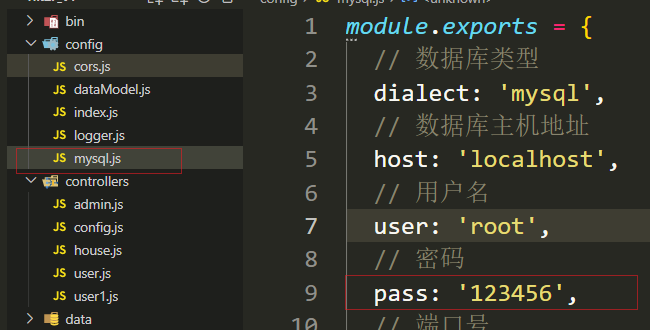 config > JS mysql.js > <unknown>
bin
config
JS cors.js
JS dataModel.js
JS index.js
JS logger.js
JS mysql.js
controllers
JS admin.js
JS config.js
JS house.js
JS user.js
JS user1.js
data
1 module.exports = {
2 // 数据库类型
3 dialect: 'mysql',
4 // 数据库主机地址
5 host: 'localhost',
6 // 用户名
7 user: 'root',
8 // 密码
9 pass: '123456',
10 // 端口号